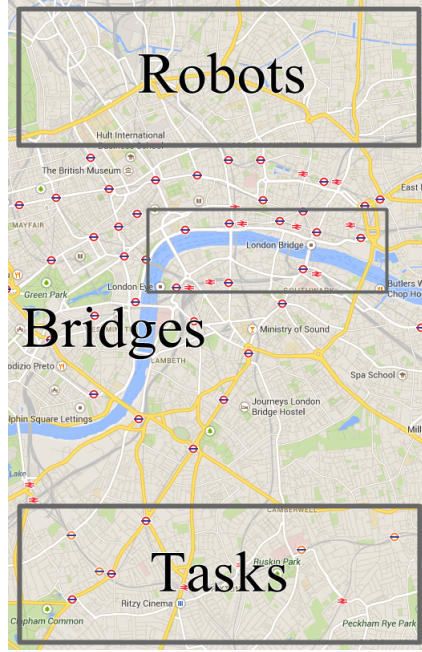 Robots
Hult International
Business School
The British Museum
East
MAYFAIR
London Bridge
London Eye
Butlers W
Chop Ho
Green Park
SOUTHWARK
Bridges
Ministry of Sound
LAMBETH
odizio Preto
Spa School
Journeys London
Bridge Hostel
lphin Square Lettings
Mill
Lake
CAMBERWELL
Tasks
Ruskin Park
Ritzy Cinema
Clapham Common
Peckham Rye Park